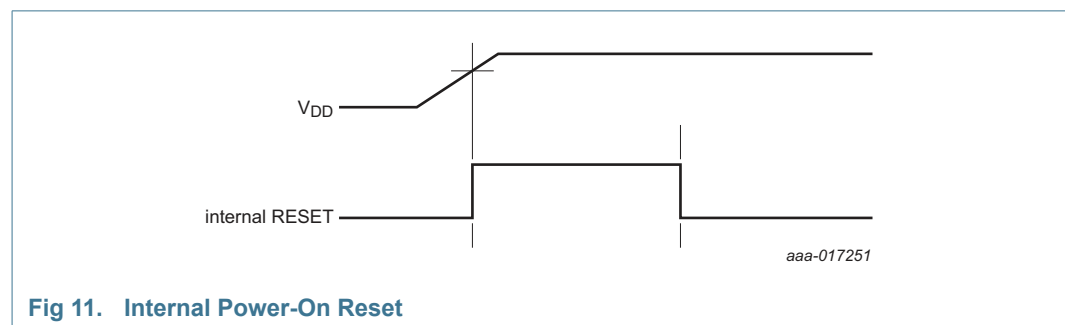 VDD
internal RESET
aaa-017251
Fig 11. Internal Power-On Reset